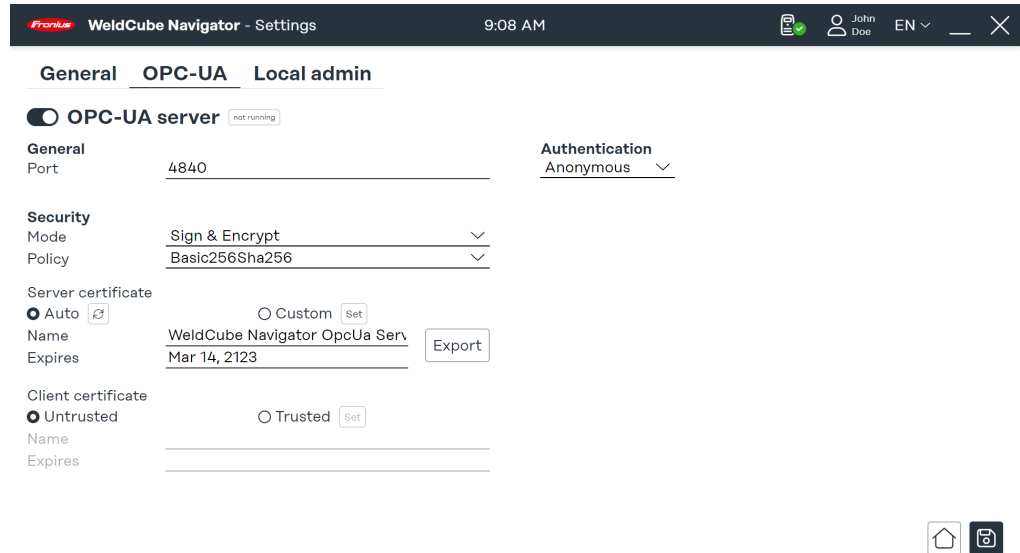 Fronius WeldCube Navigator - Settings 9:08 AM John Doe EN
General OPC-UA Local admin
OPC-UA server not running
General Authentication
Port 4840 Anonymous
Security
Mode Sign & Encrypt
Policy Basic256Sha256
Server certificate
Auto Custom Set
Name WeldCube Navigator OpcUa Serv
Export
Expires Mar 14, 2123
Client certificate
Untrusted Trusted Set
Name
Expires